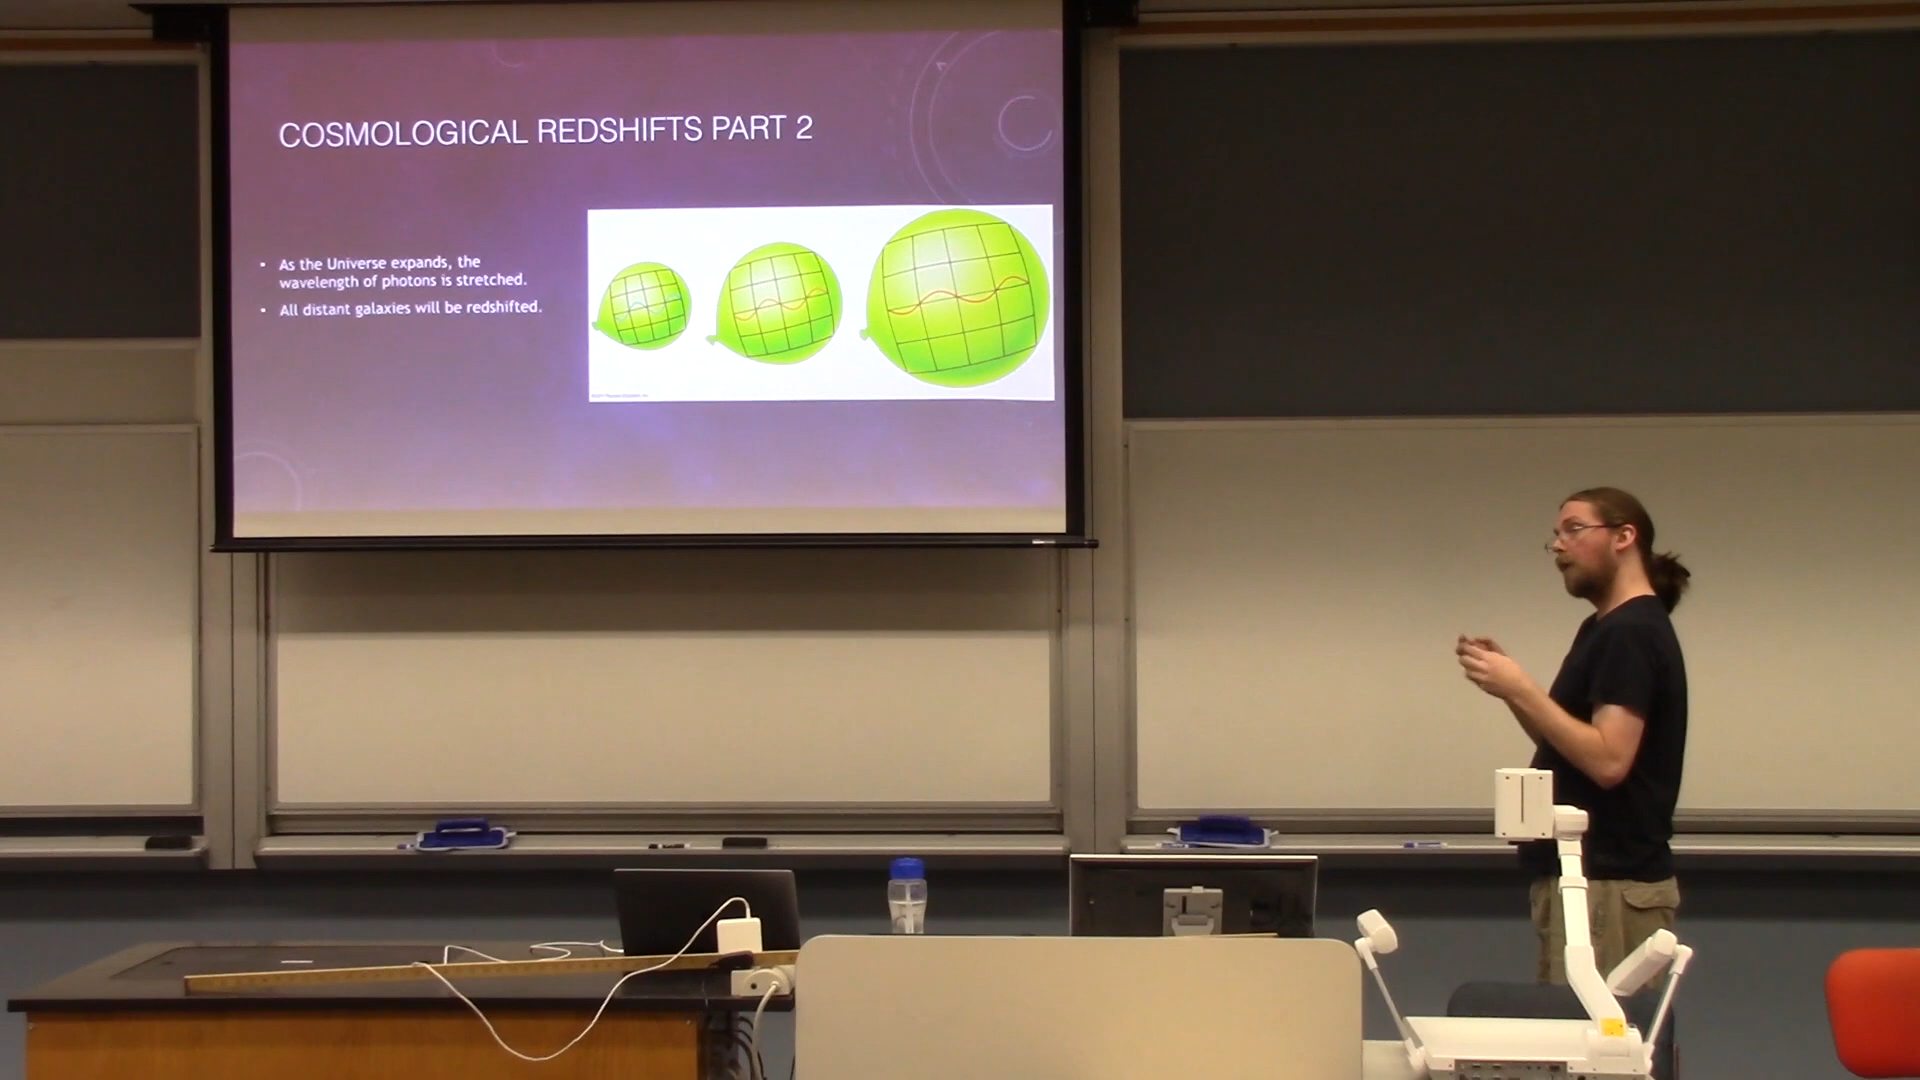 COSMOLOGICAL REDSHIFTS PART 2
▪ As the Universe expands, the
wavelength of photons is stretched.
▪ All distant galaxies will be redshifted.